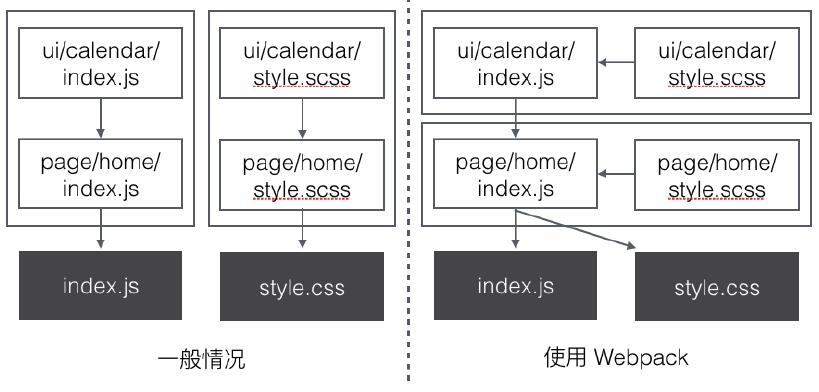 ui/calendar/
index.js
page/home/
index.js
index.js
ui/calendar/
style.scss
page/home/
style.scss
style.css
一般情况
ui/calendar/
index.js
ui/calendar/
style.scss
page/home/
index.js
page/home/
style.scss
index.js
style.css
使用 Webpack